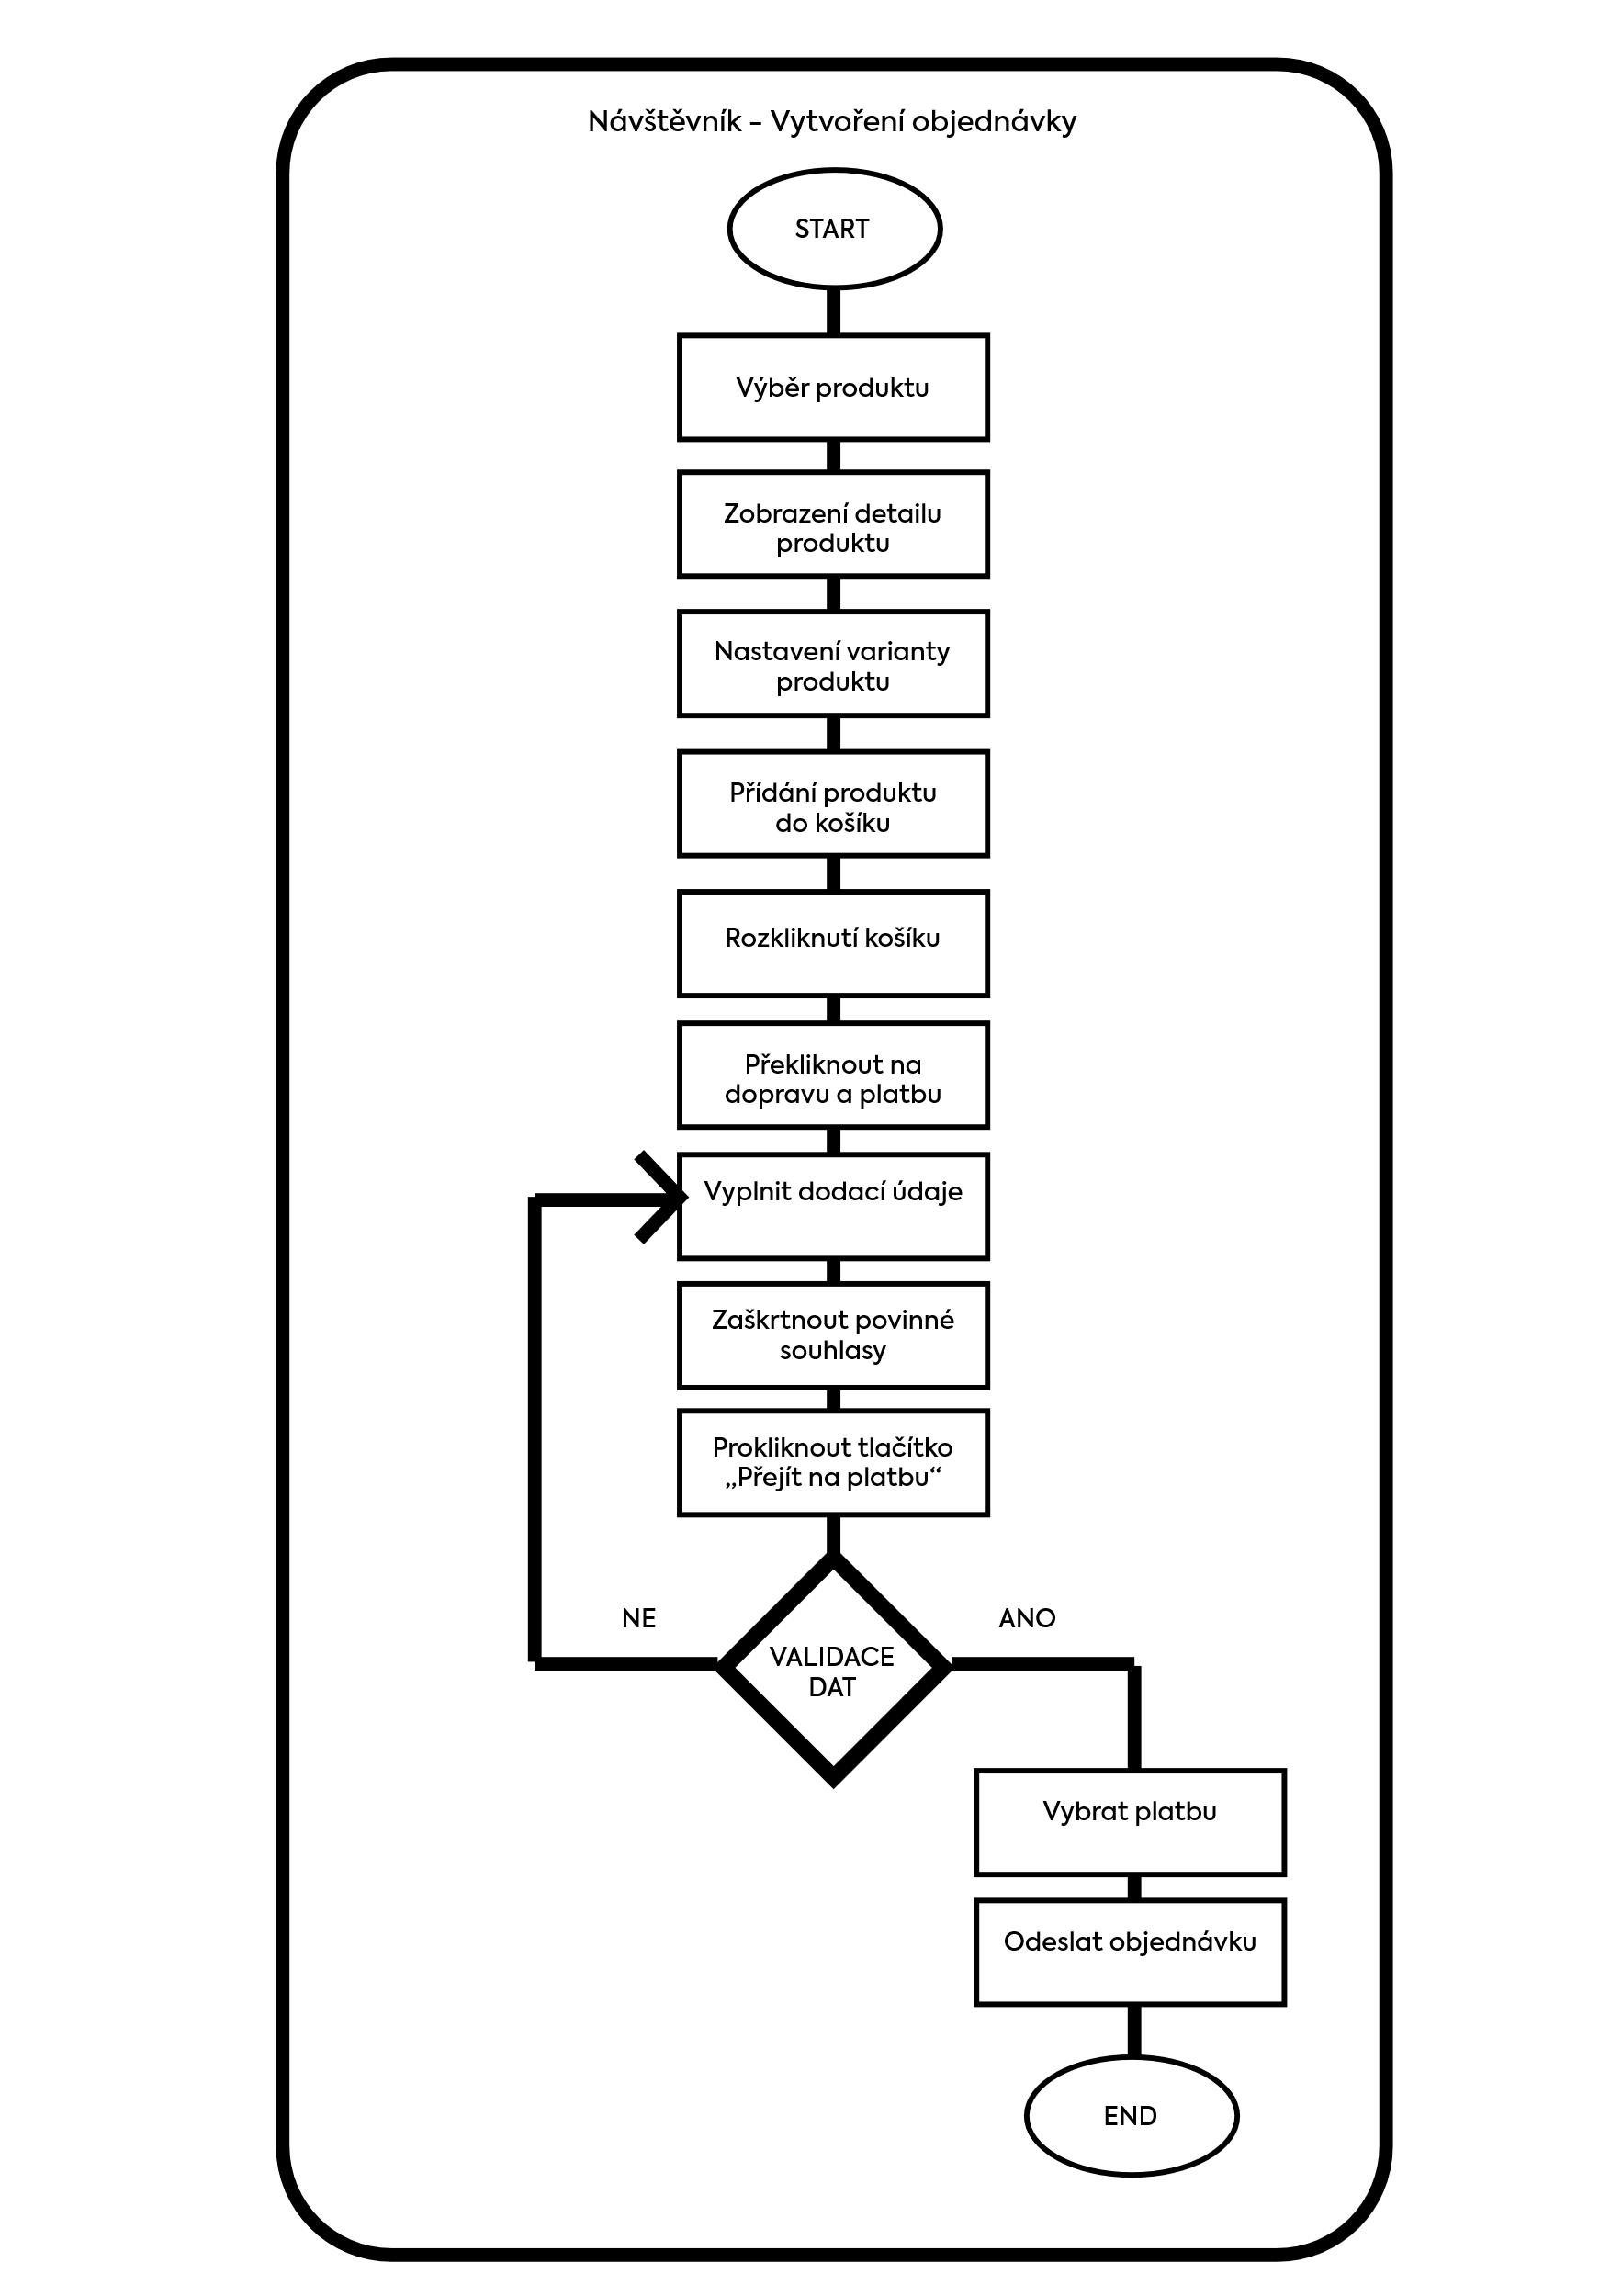 Návštěvník - Vytvoření objednávky
START
Výběr produktu
Zobrazení detailu
produktu
Nastavení varianty
produktu
Přídání produktu
do košíku
Rozkliknutí košíku
Překliknout na
dopravu a platbu
Vyplnit dodací údaje
Zaškrtnout povinné
souhlasy
Prokliknout tlačítko
„Přejít na platbu“
NE
ANO
VALIDACE
DAT
Vybrat platbu
Odeslat objednávku
END